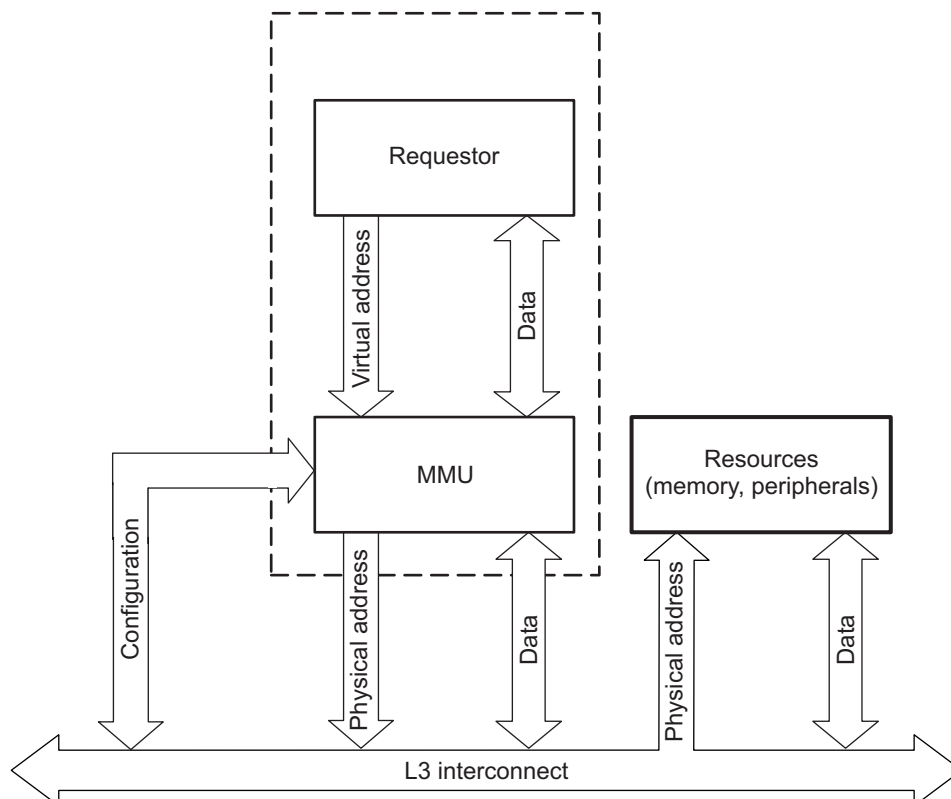 Requestor
Virtual address
Data
MMU
Resources
(memory, peripherals)
Configuration
Physical address
Data
Physical address
Data
L3 interconnect